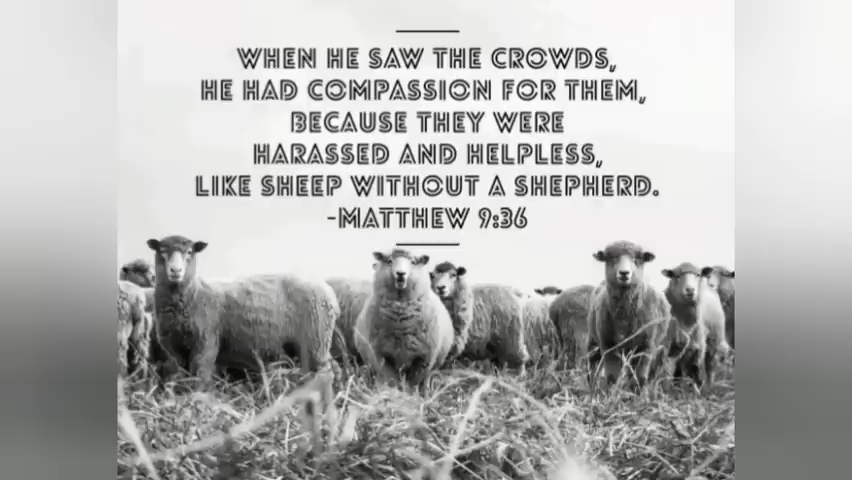 WHEN HE SAW THE CROWDS,
HE HAD COMPASSION FOR THEM,
BECAUSE THEY WERE
HARASSED AND HELPLESS,
LIKE SHEEP WITHOUT A SHEPHERD.
-MATTHEW 9:36